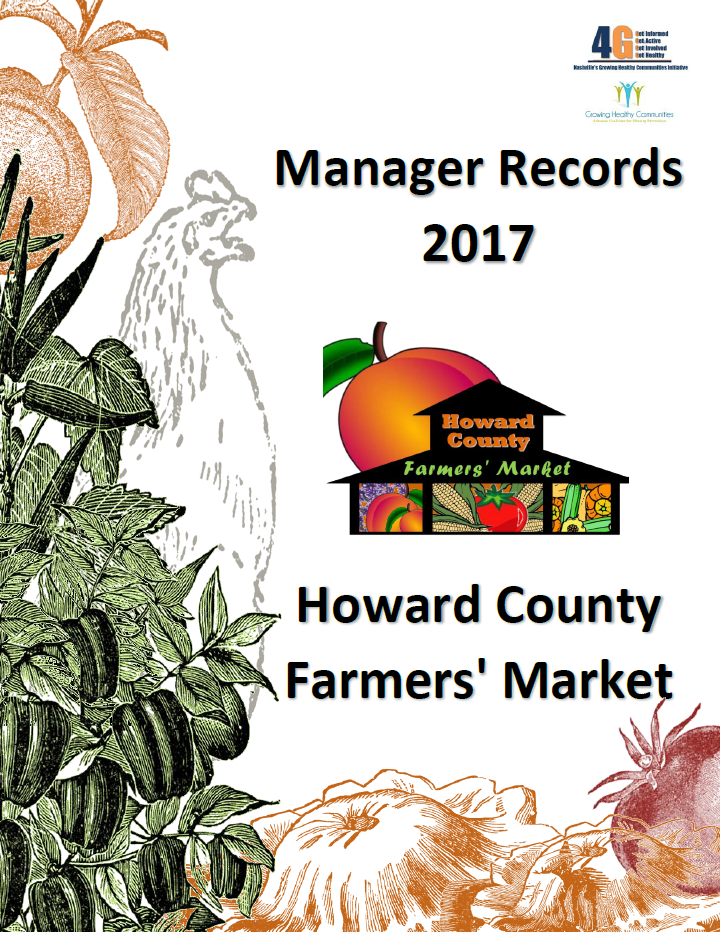 4G
Get Informed
Get Active
Get Involved
Get Healthy
Nashville's Growing Healthy Communities Initiative
Growing Healthy Communities
Manager Records
2017
Howard
County
Farmers' Market
Howard County
Farmers' Market